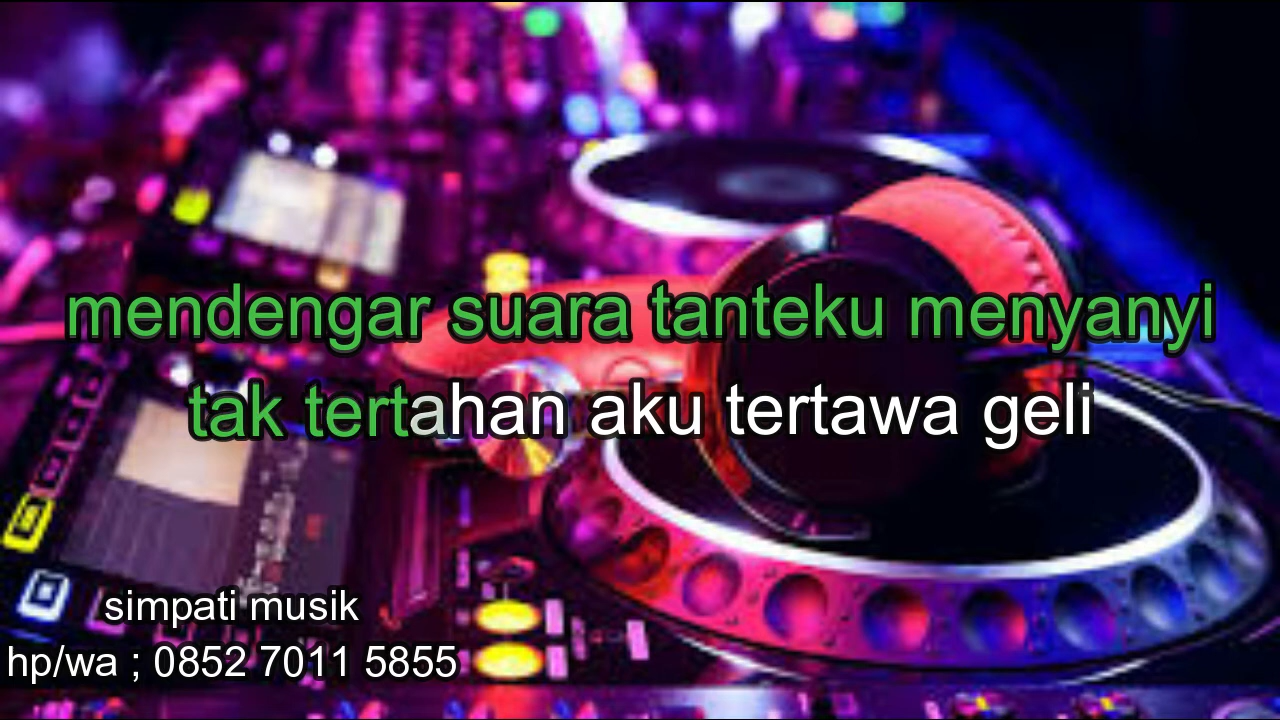 mendengar suara tanteku menyanyi
tak tertahan aku tertawa geli
simpati musik
hp/wa ; 0852 7011 5855